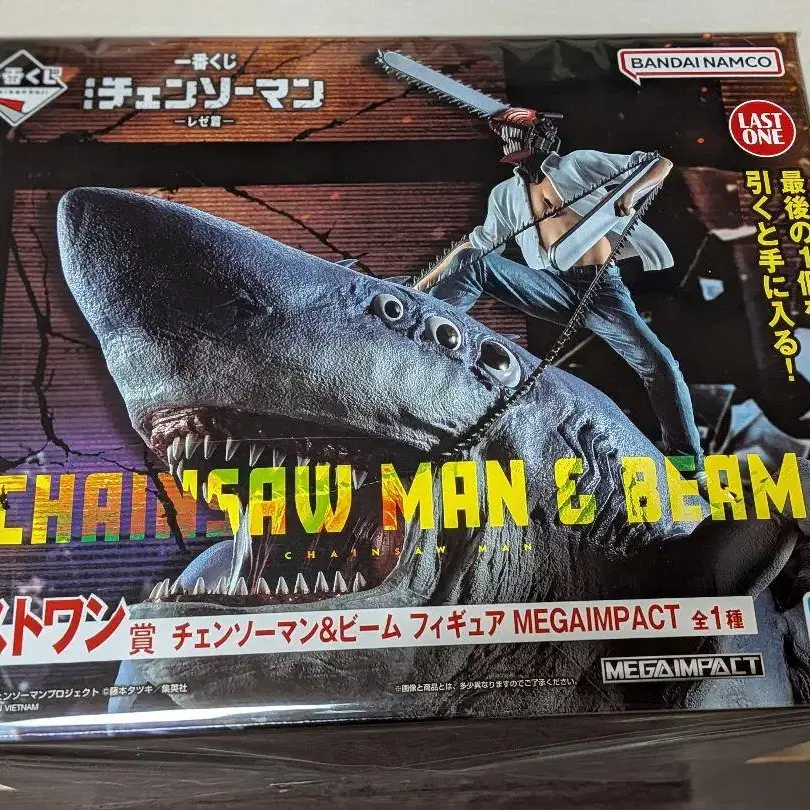 一番くじ
一番くじ
チェンソーマン
—レゼ篇—
BANDAI NAMCO
LAST
ONE
最後の1個を
引くと手に入る!
CHAINSAW MAN & BEAM
CHAINSAW MAN
ストワン賞 チェンソーマン&ビーム フィギュア MEGAIMPACT 全1種
MEGAIMPACT
※画像と商品とは、多少異なりますのでご了承ください。
ェンソーマンプロジェクト ©藤本タツキ/集英社
N VIETNAM